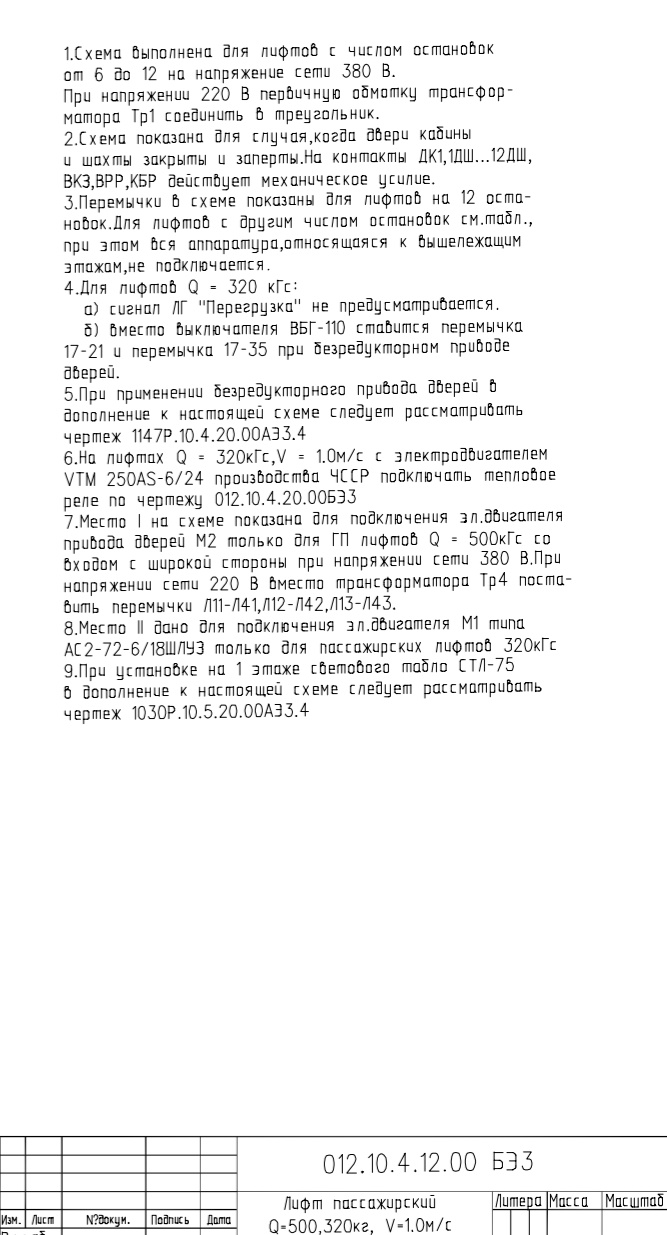 1.Схема выполнена для лифтов с числом остановок
от 6 до 12 на напряжение сети 380 В.
При напряжении 220 В первичную обмотку трансфор-
матора Тр1 соединить в треугольник.
2.Схема показана для случая,когда двери кабины
и шахты закрыты и заперты.На контакты ДК1,1ДШ...12ДШ,
ВКЗ,ВРР,КБР действует механическое усилие.
3.Перемычки в схеме показаны для лифтов на 12 оста-
новок.Для лифтов с другим числом остановок см.табл.,
при этом вся аппаратура,относящаяся к вышележащим
этажам,не подключается.
4.Для лифтов Q = 320 кГс:
а) сигнал ЛГ "Перегрузка" не предусматривается.
б) вместо выключателя ВБГ-110 ставится перемычка
17-21 и перемычка 17-35 при безредукторном приводе
дверей.
5.При применении безредукторного привода дверей в
дополнение к настоящей схеме следует рассматривать
чертеж 1147Р.10.4.20.00АЭ3.4
6.На лифтах Q = 320кГс,V = 1.0м/с с электродвигателем
VTM 250AS-6/24 производства ЧССР подключать тепловое
реле по чертежу 012.10.4.20.00БЭ3
7.Место I на схеме показана для подключения эл.двигателя
привода дверей М2 только для ГП лифтов Q = 500кГс со
входом с широкой стороны при напряжении сети 380 В.При
напряжении сети 220 В вместо трансформатора Тр4 поста-
вить перемычки Л11-Л41,Л12-Л42,Л13-Л43.
8.Место II дано для подключения эл.двигателя М1 типа
АС2-72-6/18ШЛУЗ только для пассажирских лифтов 320кГс
9.При установке на 1 этаже светового табло СТЛ-75
в дополнение к настоящей схеме следует рассматривать
чертеж 1030Р.10.5.20.00АЭ3.4
012.10.4.12.00 БЭ3
Лифт пассажирский
Q=500,320кг, V=1.0м/с
Литера Масса Масштаб
Изм. Лист N?докум. Подпись Дата